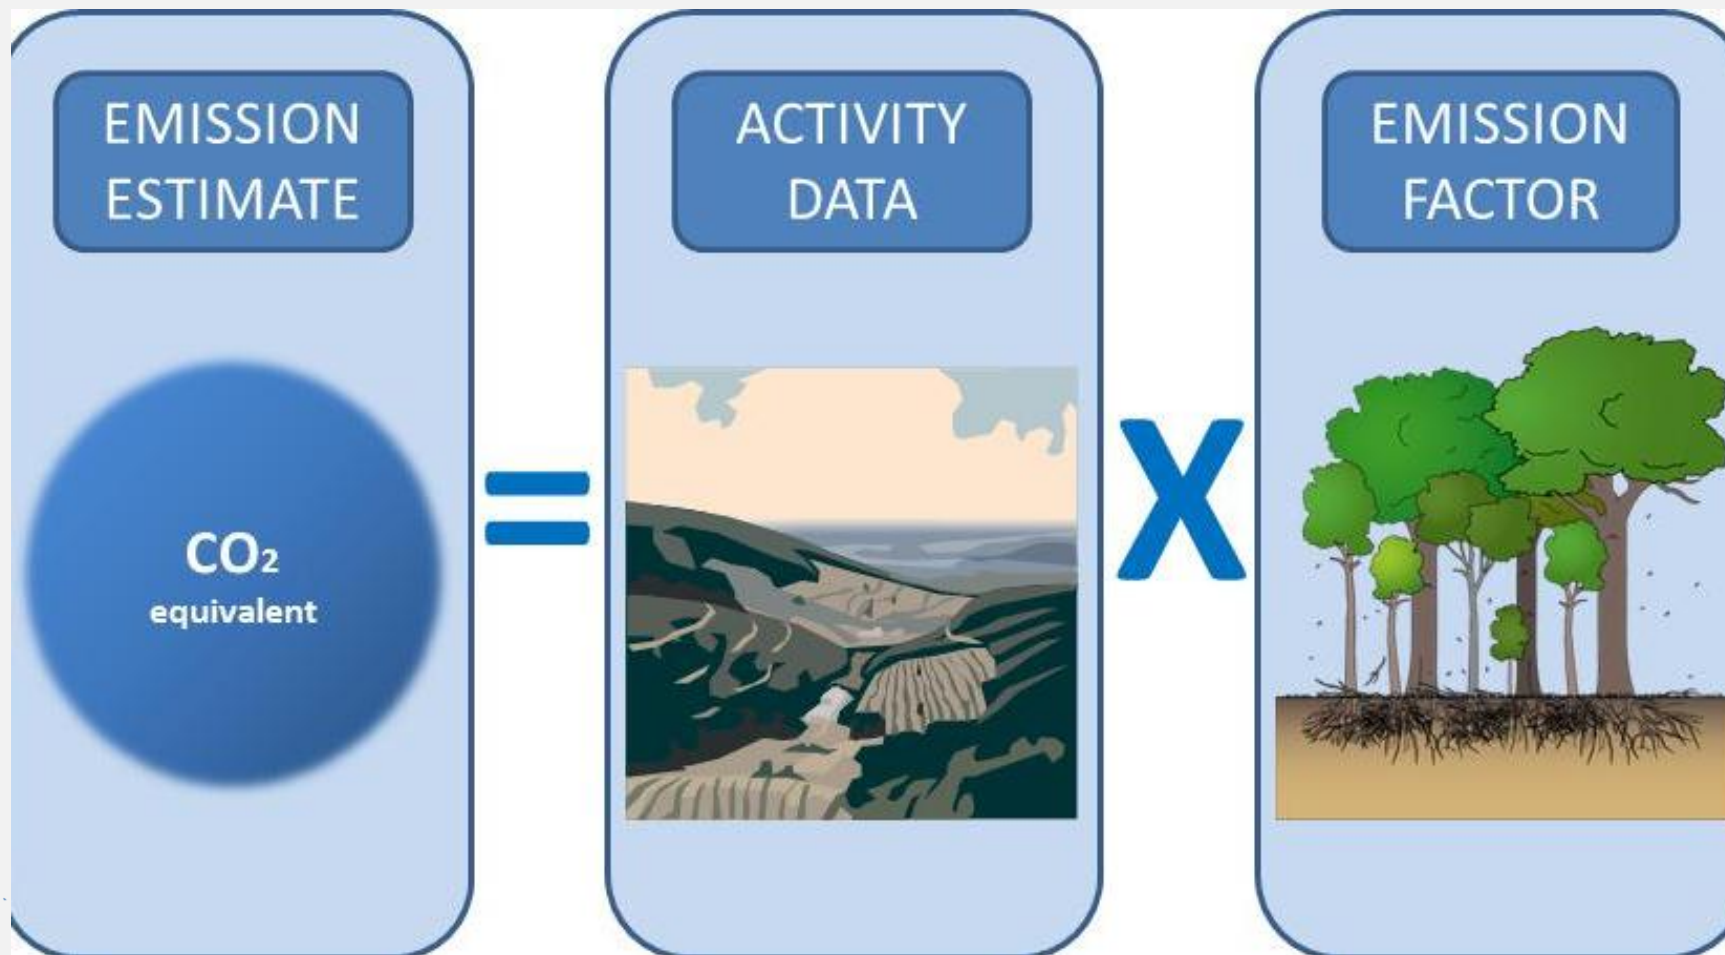 EMISSION
ESTIMATE
CO₂
equivalent
=
ACTIVITY
DATA
X
EMISSION
FACTOR